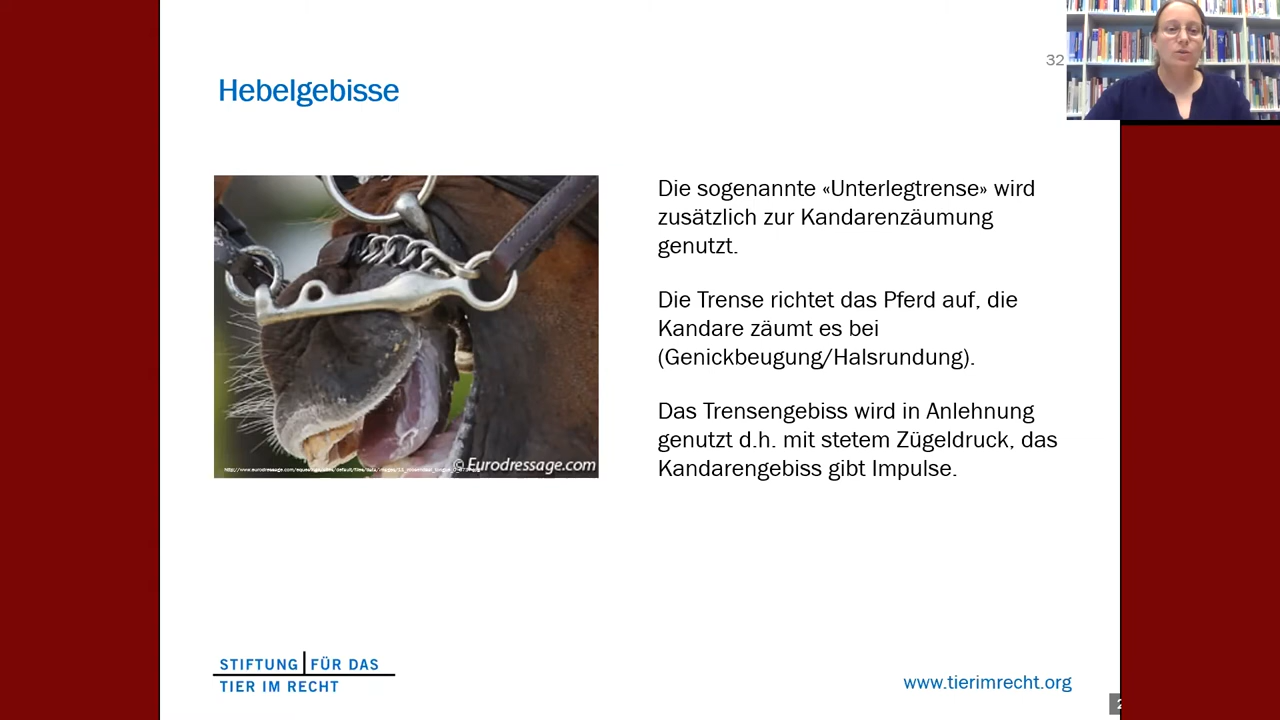 32
Hebelgebisse
Die sogenannte «Unterlegtrense» wird
zusätzlich zur Kandarenzäumung
genutzt.
Die Trense richtet das Pferd auf, die
Kandare zäumt es bei
(Genickbeugung/Halsrundung).
Das Trensengebiss wird in Anlehnung
genutzt d.h. mit stetem Zügeldruck, das
Kandarengebiss gibt Impulse.
© Eurodressage.com
STIFTUNG FÜR DAS
TIER IM RECHT
www.tierimrecht.org